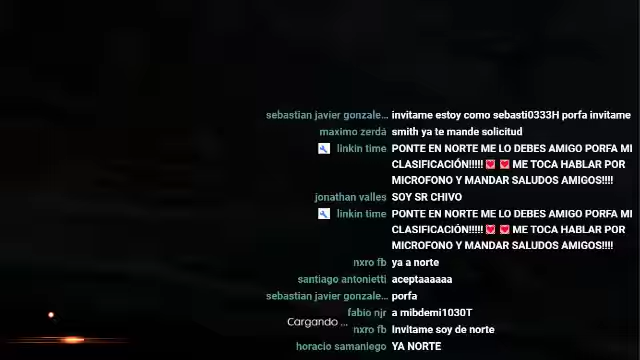 sebastian javier gonzale... invitame estoy como sebasti0333H porfa invitame
maximo zerda smith ya te mande solicitud
linkin time PONTE EN NORTE ME LO DEBES AMIGO PORFA MI
CLASIFICACIÓN!!!!! ME TOCA HABLAR POR
MICROFONO Y MANDAR SALUDOS AMIGOS!!!!
jonathan valles SOY SR CHIVO
linkin time PONTE EN NORTE ME LO DEBES AMIGO PORFA MI
CLASIFICACIÓN!!!!! ME TOCA HABLAR POR
MICROFONO Y MANDAR SALUDOS AMIGOS!!!!
nxro fb ya a norte
santiago antonietti aceptaaaaaa
sebastian javier gonzale... porfa
fabio njr a mibdemi1030T
Cargando ...
nxro fb Invitame soy de norte
horacio samaniego YA NORTE